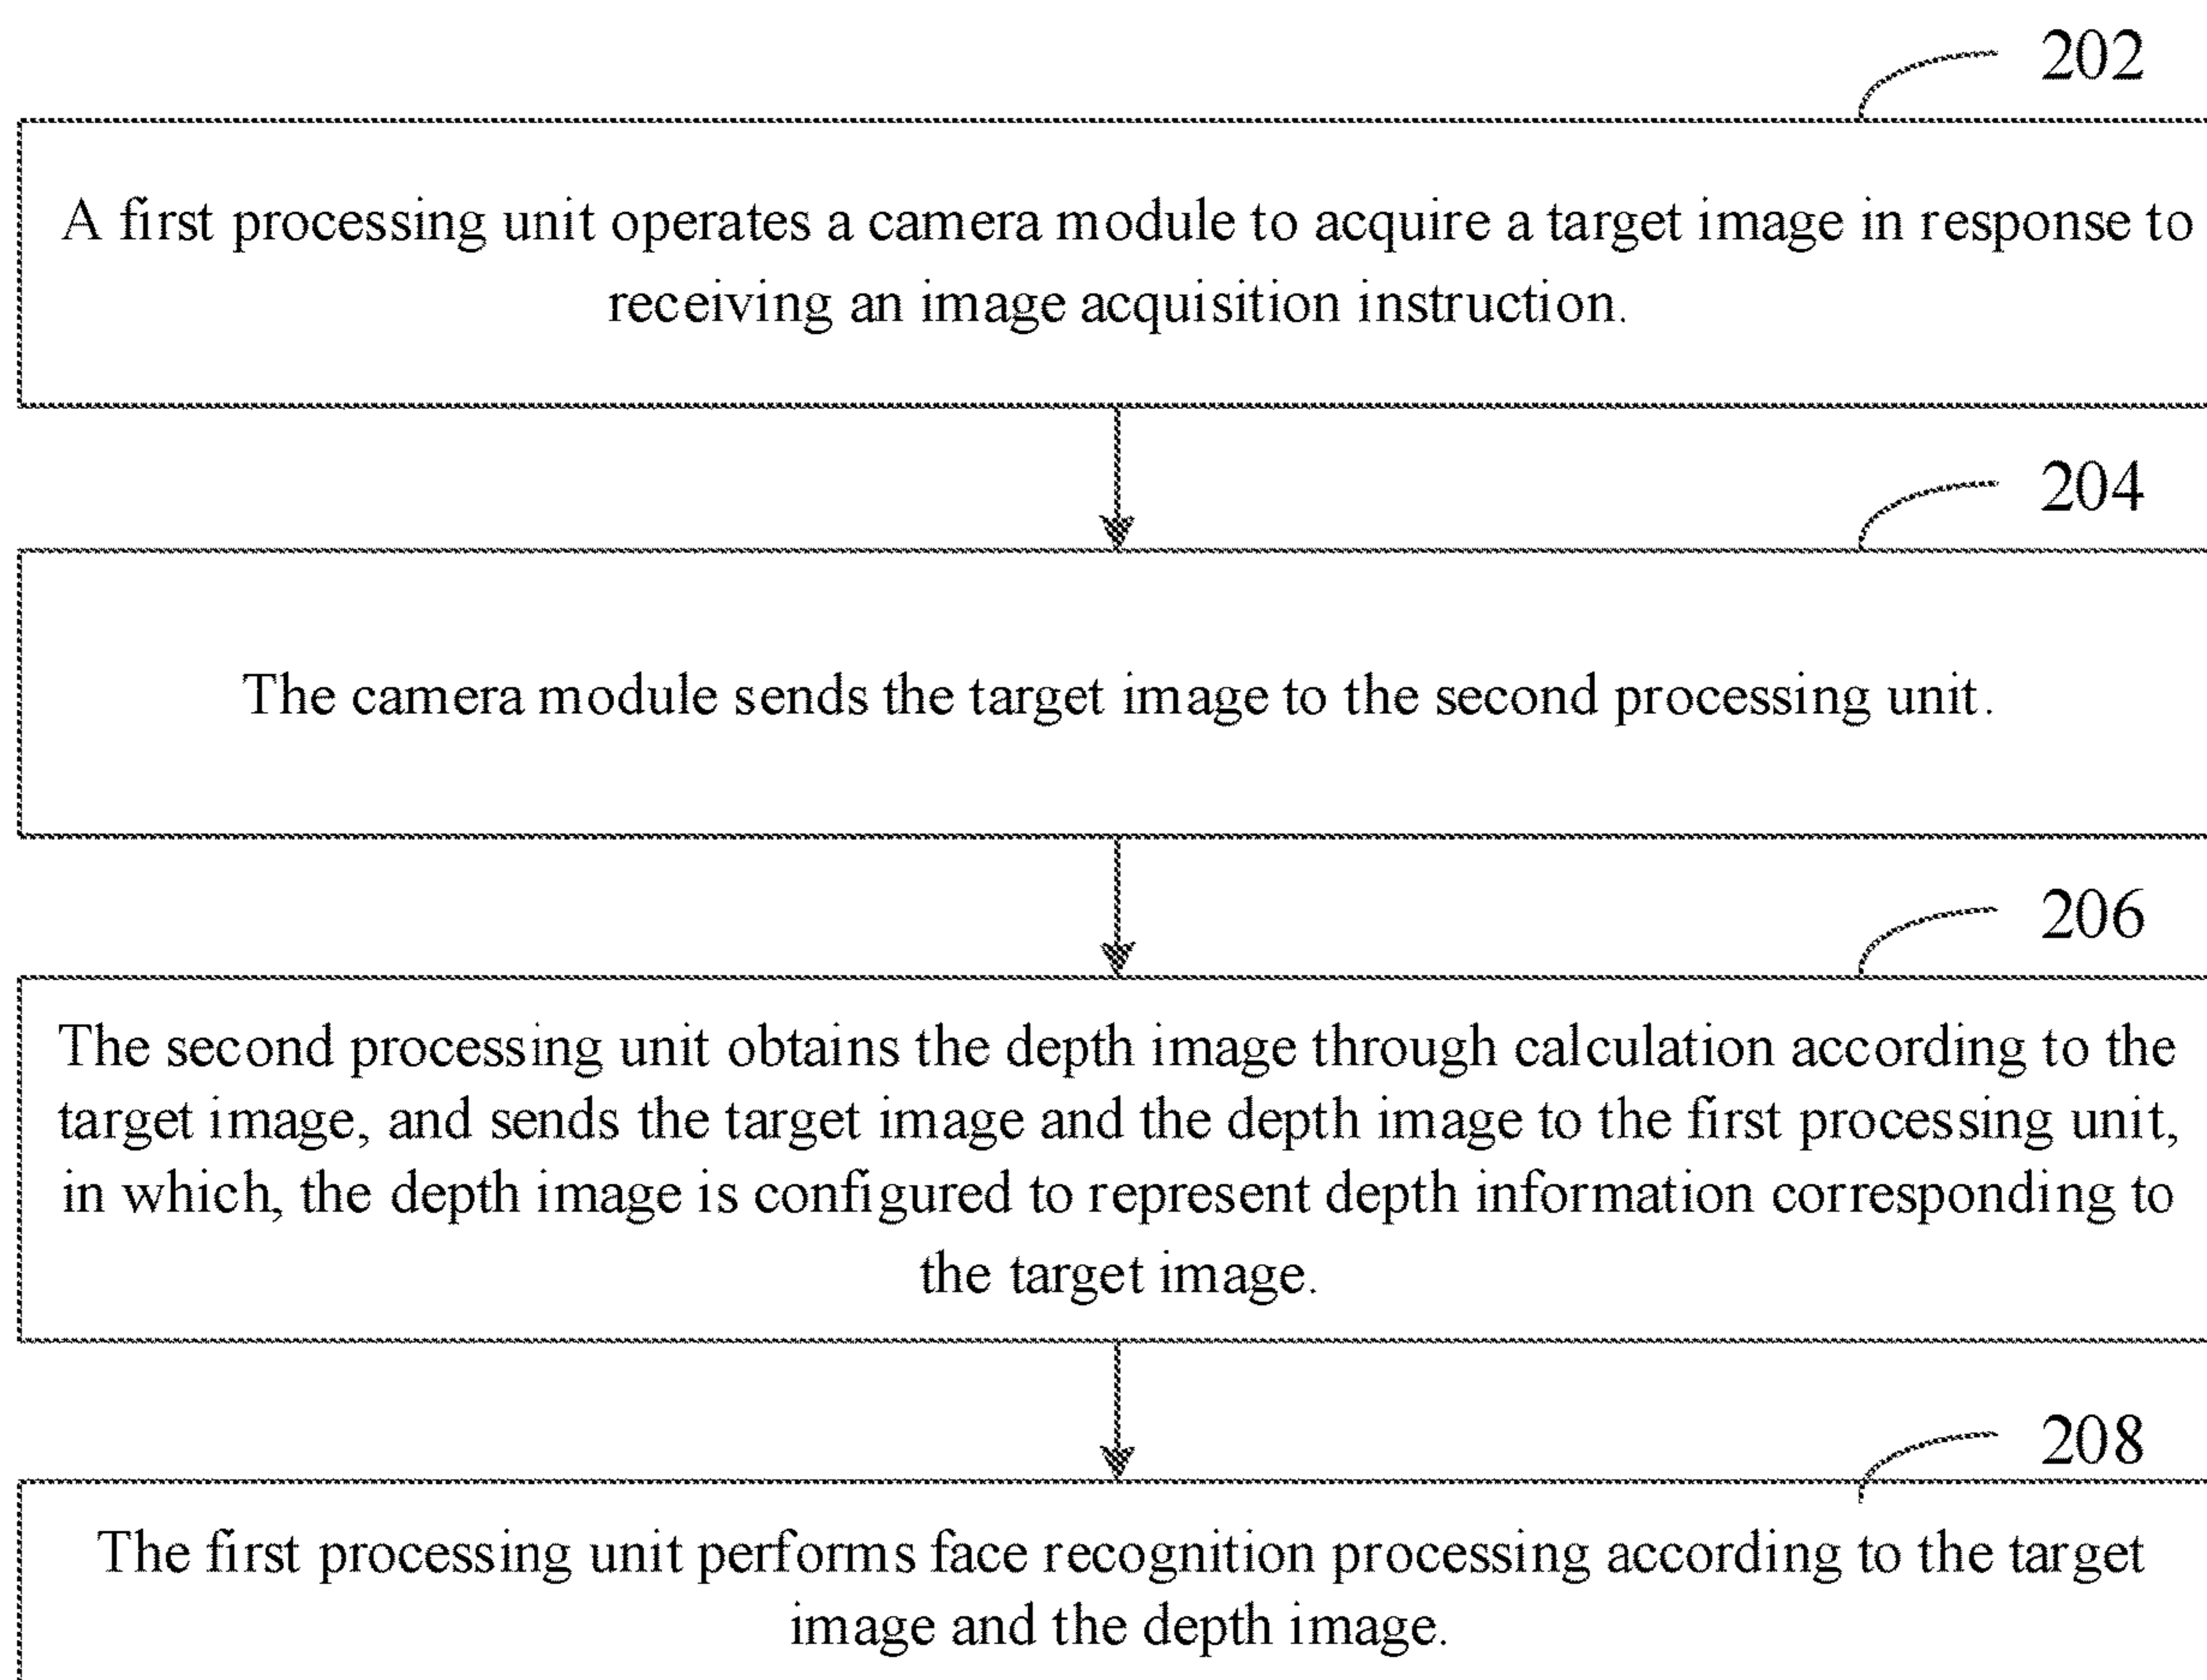 202
A first processing unit operates a camera module to acquire a target image in response to
receiving an image acquisition instruction.
204
The camera module sends the target image to the second processing unit.
206
The second processing unit obtains the depth image through calculation according to the
target image, and sends the target image and the depth image to the first processing unit,
in which, the depth image is configured to represent depth information corresponding to
the target image.
208
The first processing unit performs face recognition processing according to the target
image and the depth image.